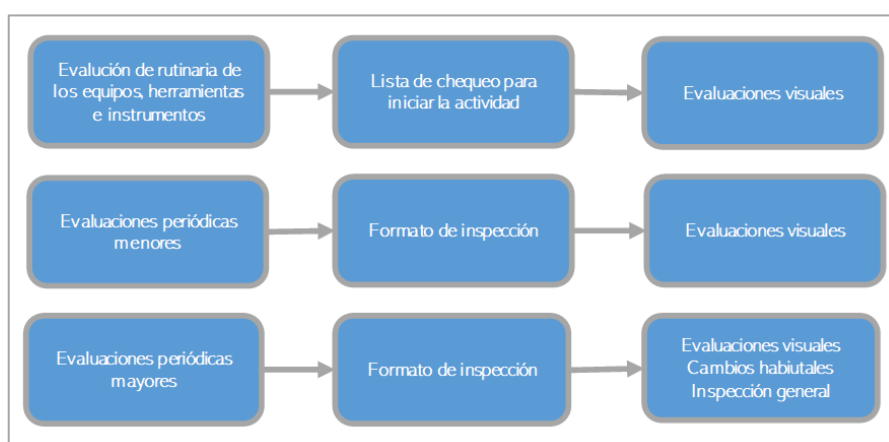 Evalución de rutinaria de
los equipos, herramientas
e instrumentos
Lista de chequeo para
iniciar la actividad
Evaluaciones visuales
Evaluaciones periódicas
menores
Formato de inspección
Evaluaciones visuales
Evaluaciones periódicas
mayores
Formato de inspección
Evaluaciones visuales
Cambios habiutales
Inspección general